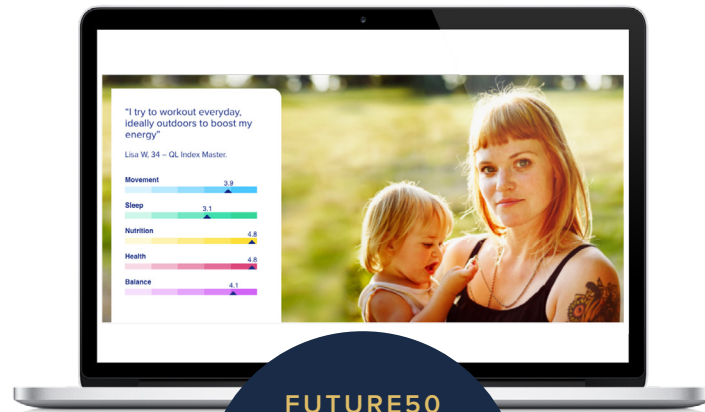 "I try to workout everyday,
ideally outdoors to boost my
energy"
Lisa W, 34 – QL Index Master.
Movement
3.9
Sleep
3.1
Nutrition
4.8
Health
4.8
Balance
4.1
FUTURE50